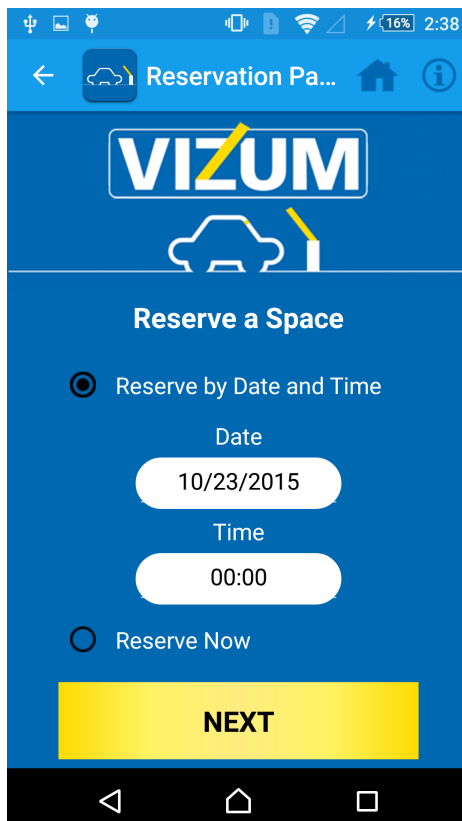 16% 2:38
Reservation Pa...
VIZUM
Reserve a Space
Reserve by Date and Time
Date
10/23/2015
Time
00:00
Reserve Now
NEXT